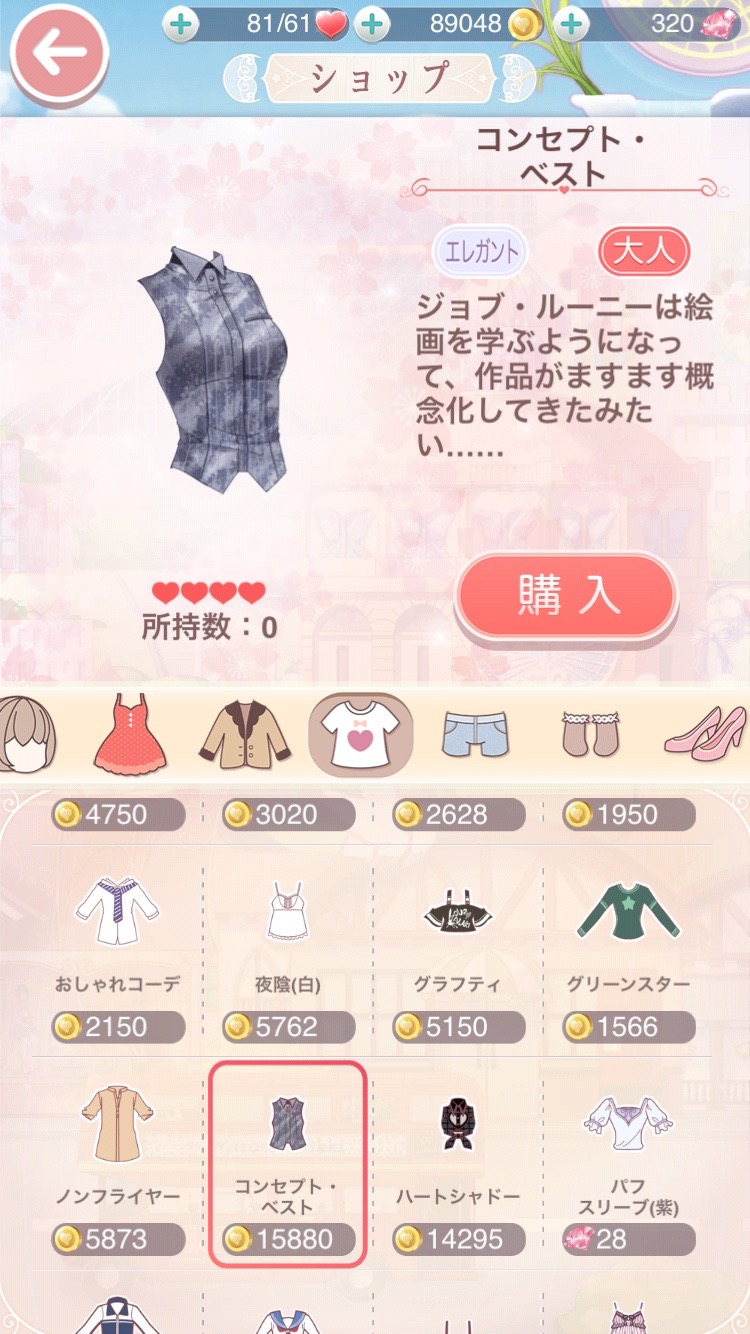 81/61
89048
320
ショップ
コンセプト・
ベスト
エレガント
大人
ジョブ・ルーニーは絵
画を学ぶようになっ
て、作品がますます概
念化してきたみた
い……
所持数：0
購入
4750
3020
2628
1950
おしゃれコーデ
夜陰(白)
グラフティ
グリーンスター
2150
5762
5150
1566
ノンフライヤー
コンセプト・
ベスト
ハートシャドー
パフ
スリーブ(紫)
5873
15880
14295
28